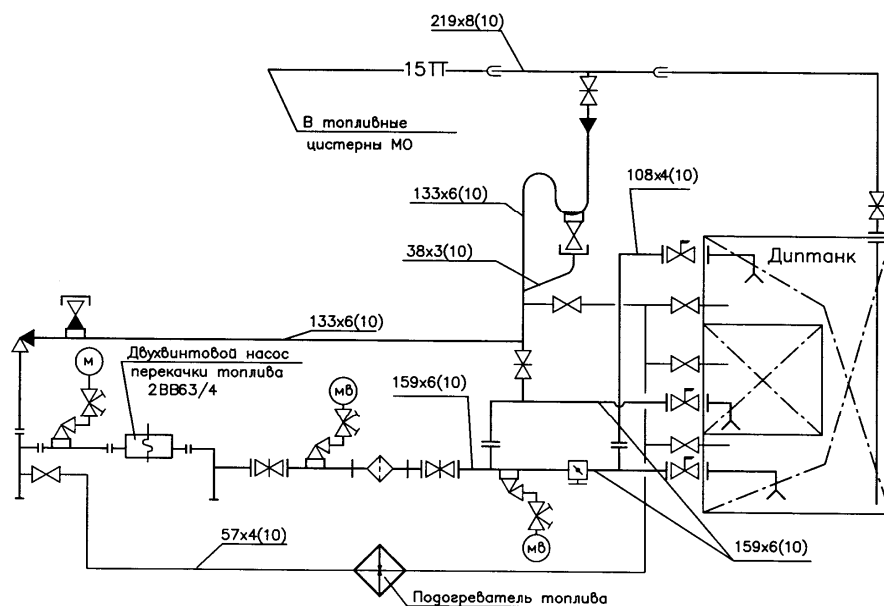 219x8(10)
15ТТ
В топливные
цистерны МО
108x4(10)
133x6(10)
Диптанк
38x3(10)
133x6(10)
Двухвинтовой насос
перекачки топлива
2ВВ63/4
М
мв
159x6(10)
мв
57x4(10)
159x6(10)
Подогреватель топлива